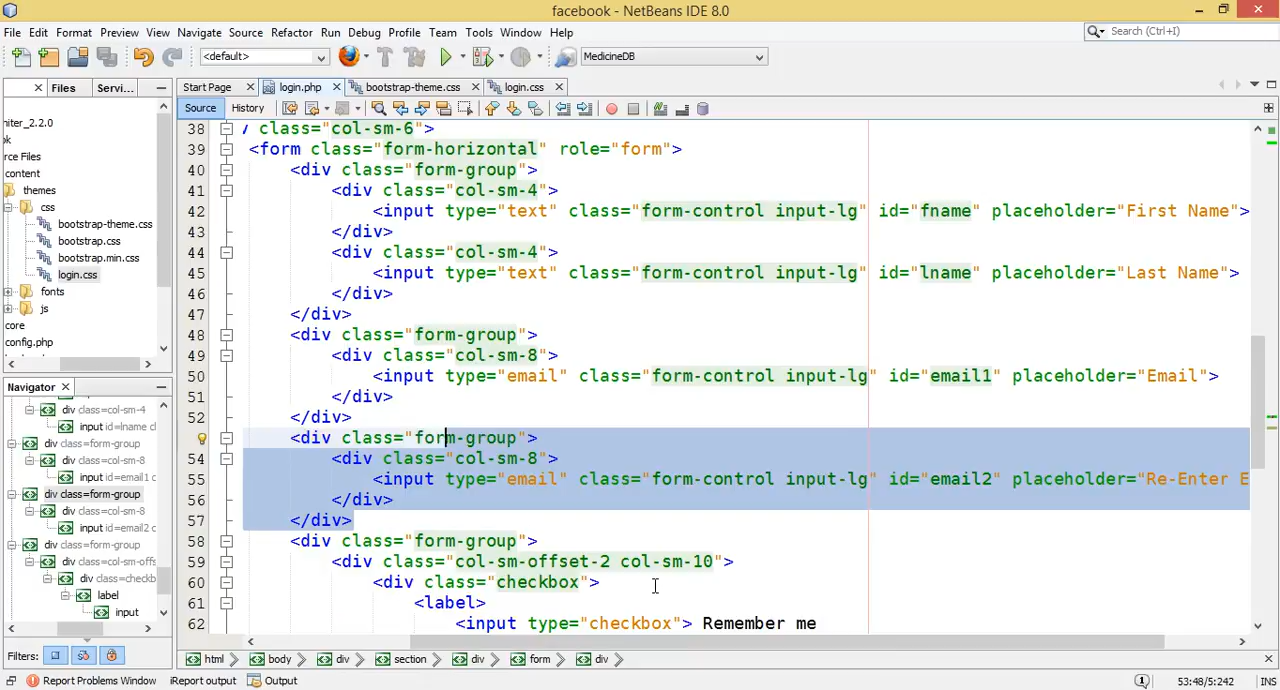 facebook - NetBeans IDE 8.0
File Edit Format Preview View Navigate Source Refactor Run Debug Profile Team Tools Window Help
Search (Ctrl+I)
<default> MedicineDB
Files Servi... Start Page login.php bootstrap-theme.css login.css
Source History
niter_2.2.0
ok
rce Files
content
themes
css
bootstrap-theme.css
bootstrap.css
bootstrap.min.css
login.css
fonts
js
core
config.php
38 / class="col-sm-6">
39 <form class="form-horizontal" role="form">
40 <div class="form-group">
41 <div class="col-sm-4">
42 <input type="text" class="form-control input-lg" id="fname" placeholder="First Name">
43 </div>
44 <div class="col-sm-4">
45 <input type="text" class="form-control input-lg" id="lname" placeholder="Last Name">
46 </div>
47 </div>
48 <div class="form-group">
49 <div class="col-sm-8">
50 <input type="email" class="form-control input-lg" id="email1" placeholder="Email">
51 </div>
52 </div>
<div class="form-group">
54 <div class="col-sm-8">
55 <input type="email" class="form-control input-lg" id="email2" placeholder="Re-Enter E
56 </div>
57 </div>
58 <div class="form-group">
59 <div class="col-sm-offset-2 col-sm-10">
60 <div class="checkbox">
61 <label>
62 <input type="checkbox"> Remember me
Navigator
div class=col-sm-4
input id=lname c
div class=form-group
div class=col-sm-8
input id=email1 c
div class=form-group
div class=col-sm-8
input id=email2 c
div class=form-group
div class=col-sm-offs
div class=checkb
label
input
Filters:
html body div section div form div
Report Problems Window iReport output Output 1 53:48/5:242 INS